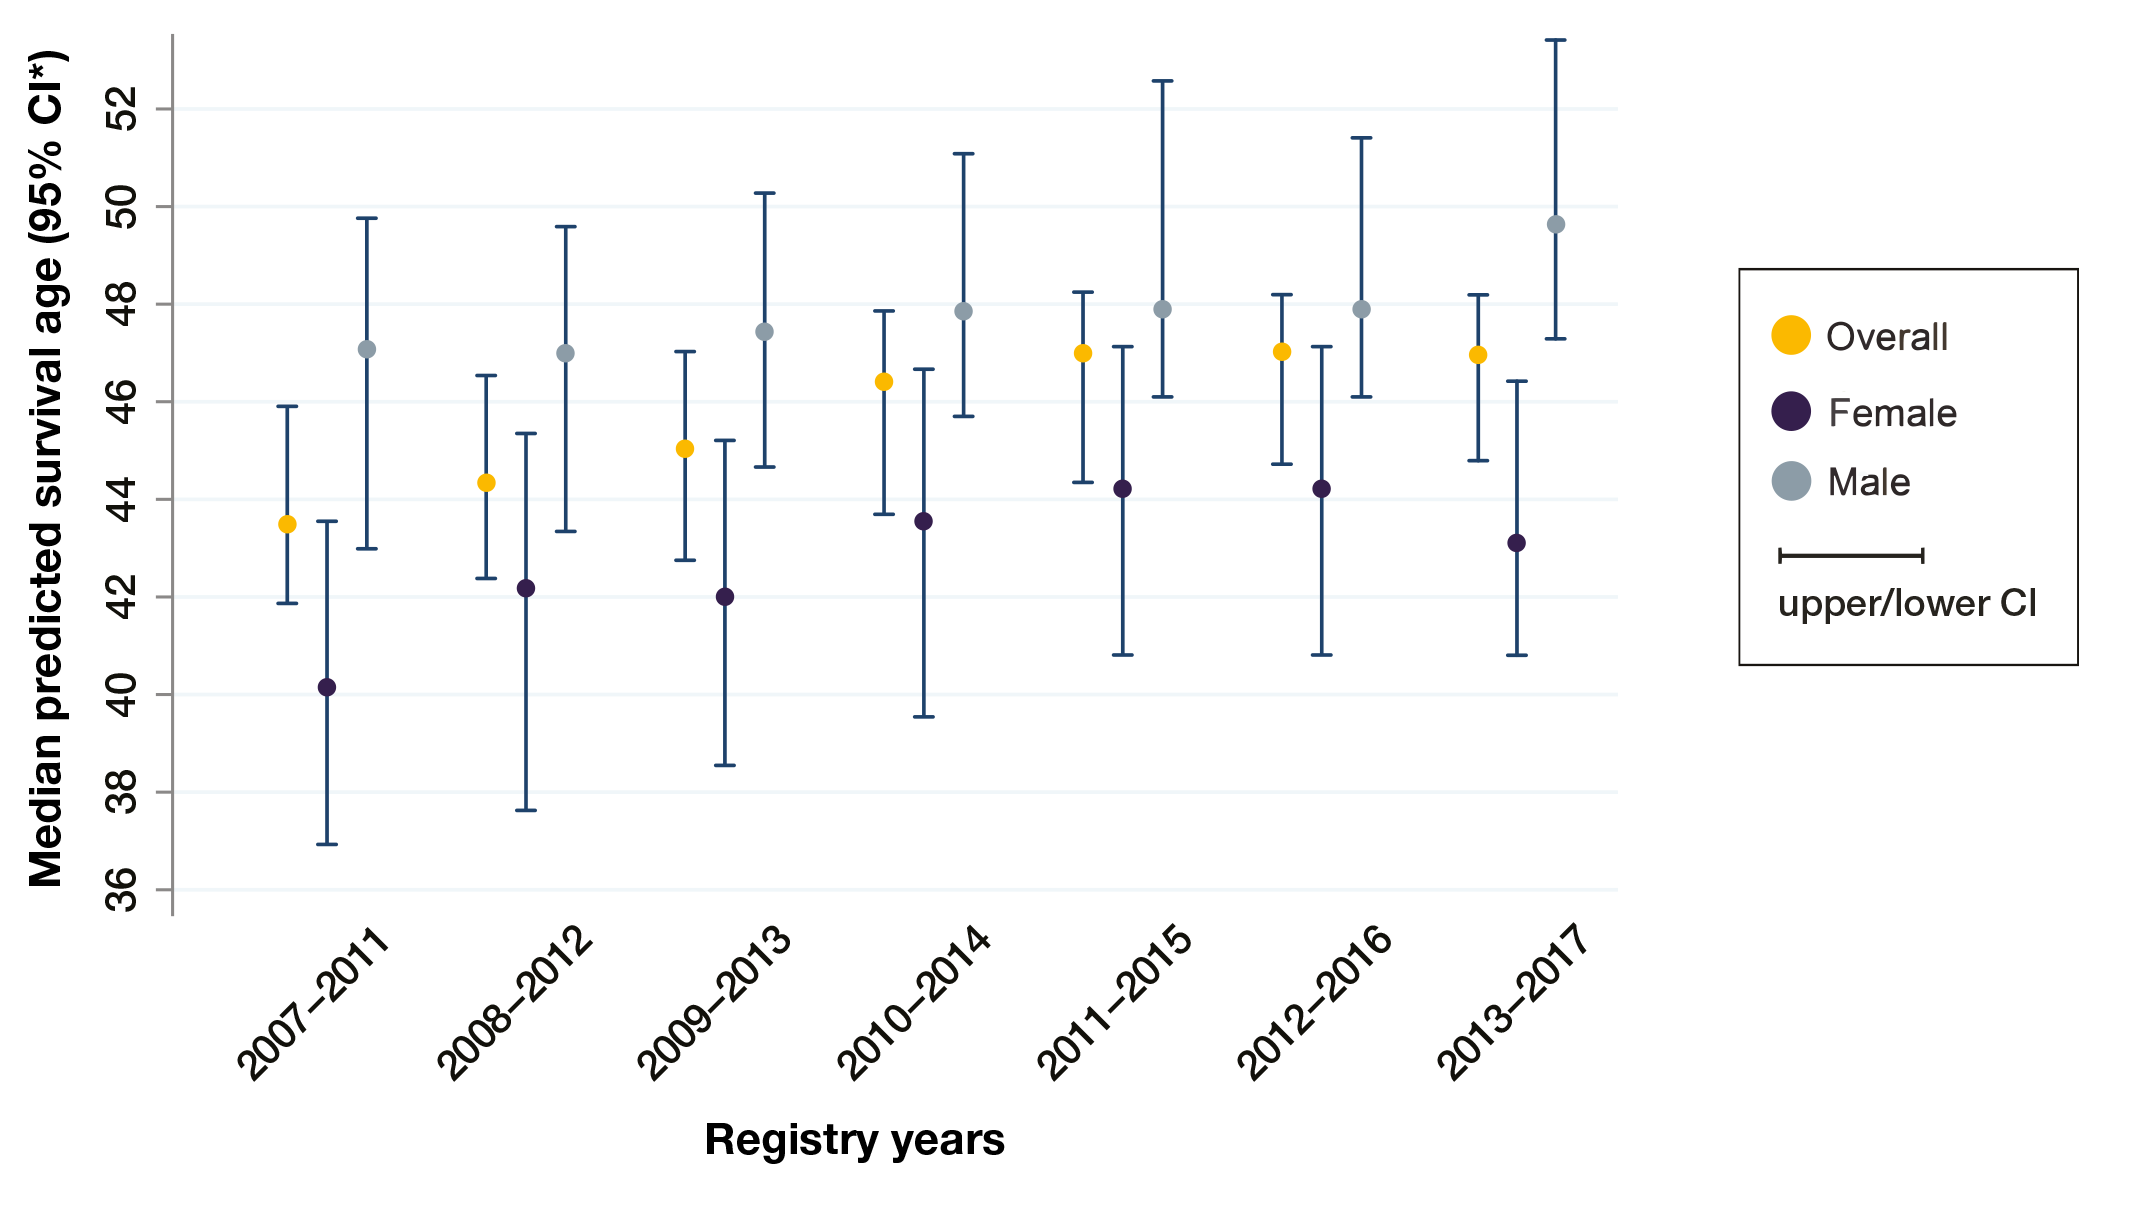 Median predicted survival age (95% CI*)
52
50
48
46
44
42
40
38
36
2007–2011
2008–2012
2009–2013
2010–2014
2011–2015
2012–2016
2013–2017
Registry years
Overall
Female
Male
upper/lower CI